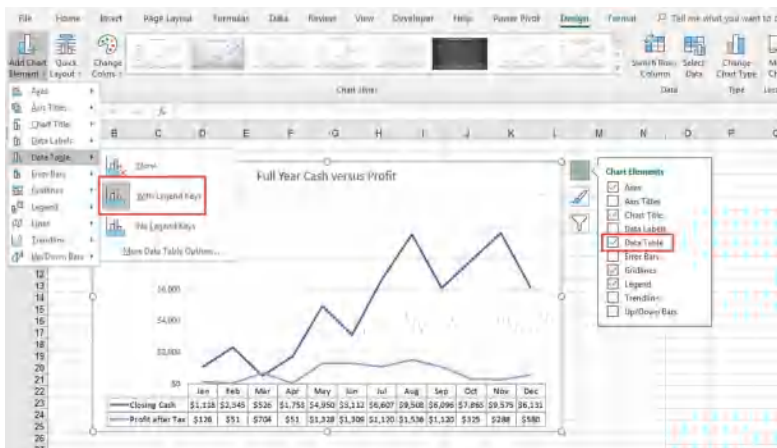 File Home Insert Page Layout Formulas Data Review View Developer Help Power Pivot Design Format Tell me what you want to
Add Chart Element Quick Layout Change Colors Switch Row/Column Select Data Change Chart Type
Chart Styles Data Type
Axes
Axis Titles
Chart Title
Data Labels
Data Table
Error Bars
Gridlines
Legend
Lines
Trendline
Up/Down Bars
None
With Legend Keys
No Legend Keys
More Data Table Options...
B C D E F G H I J K L M N O P Q
Full Year Cash versus Profit
Chart Elements
Axes
Axis Titles
Chart Title
Data Labels
Data Table
Error Bars
Gridlines
Legend
Trendline
Up/Down Bars
12
13
14
15
16
17
18
19
20
21
22
23
24
25
$6,000
$4,000
$2,000
$0
Jan Feb Mar Apr May Jun Jul Aug Sep Oct Nov Dec
Closing Cash $2,345 $526 $4,950 $3,112 $6,607 $9,508 $6,096 $7,865 $9,575 $6,131
Profit after Tax $126 $51 $704 $51 $1,328 $1,309 $1,120 $1,536 $1,120 $325 $288 $580